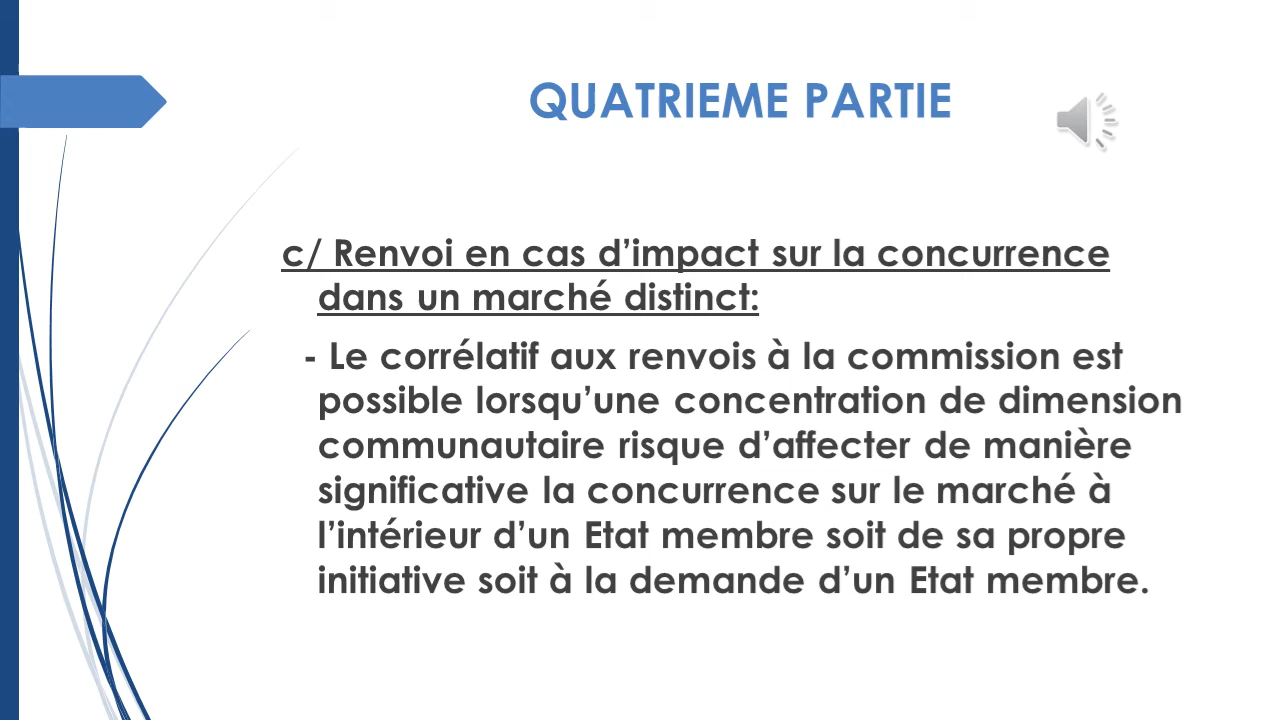 QUATRIEME PARTIE
c/ Renvoi en cas d’impact sur la concurrence
dans un marché distinct:
- Le corrélatif aux renvois à la commission est
possible lorsqu’une concentration de dimension
communautaire risque d’affecter de manière
significative la concurrence sur le marché à
l’intérieur d’un Etat membre soit de sa propre
initiative soit à la demande d’un Etat membre.